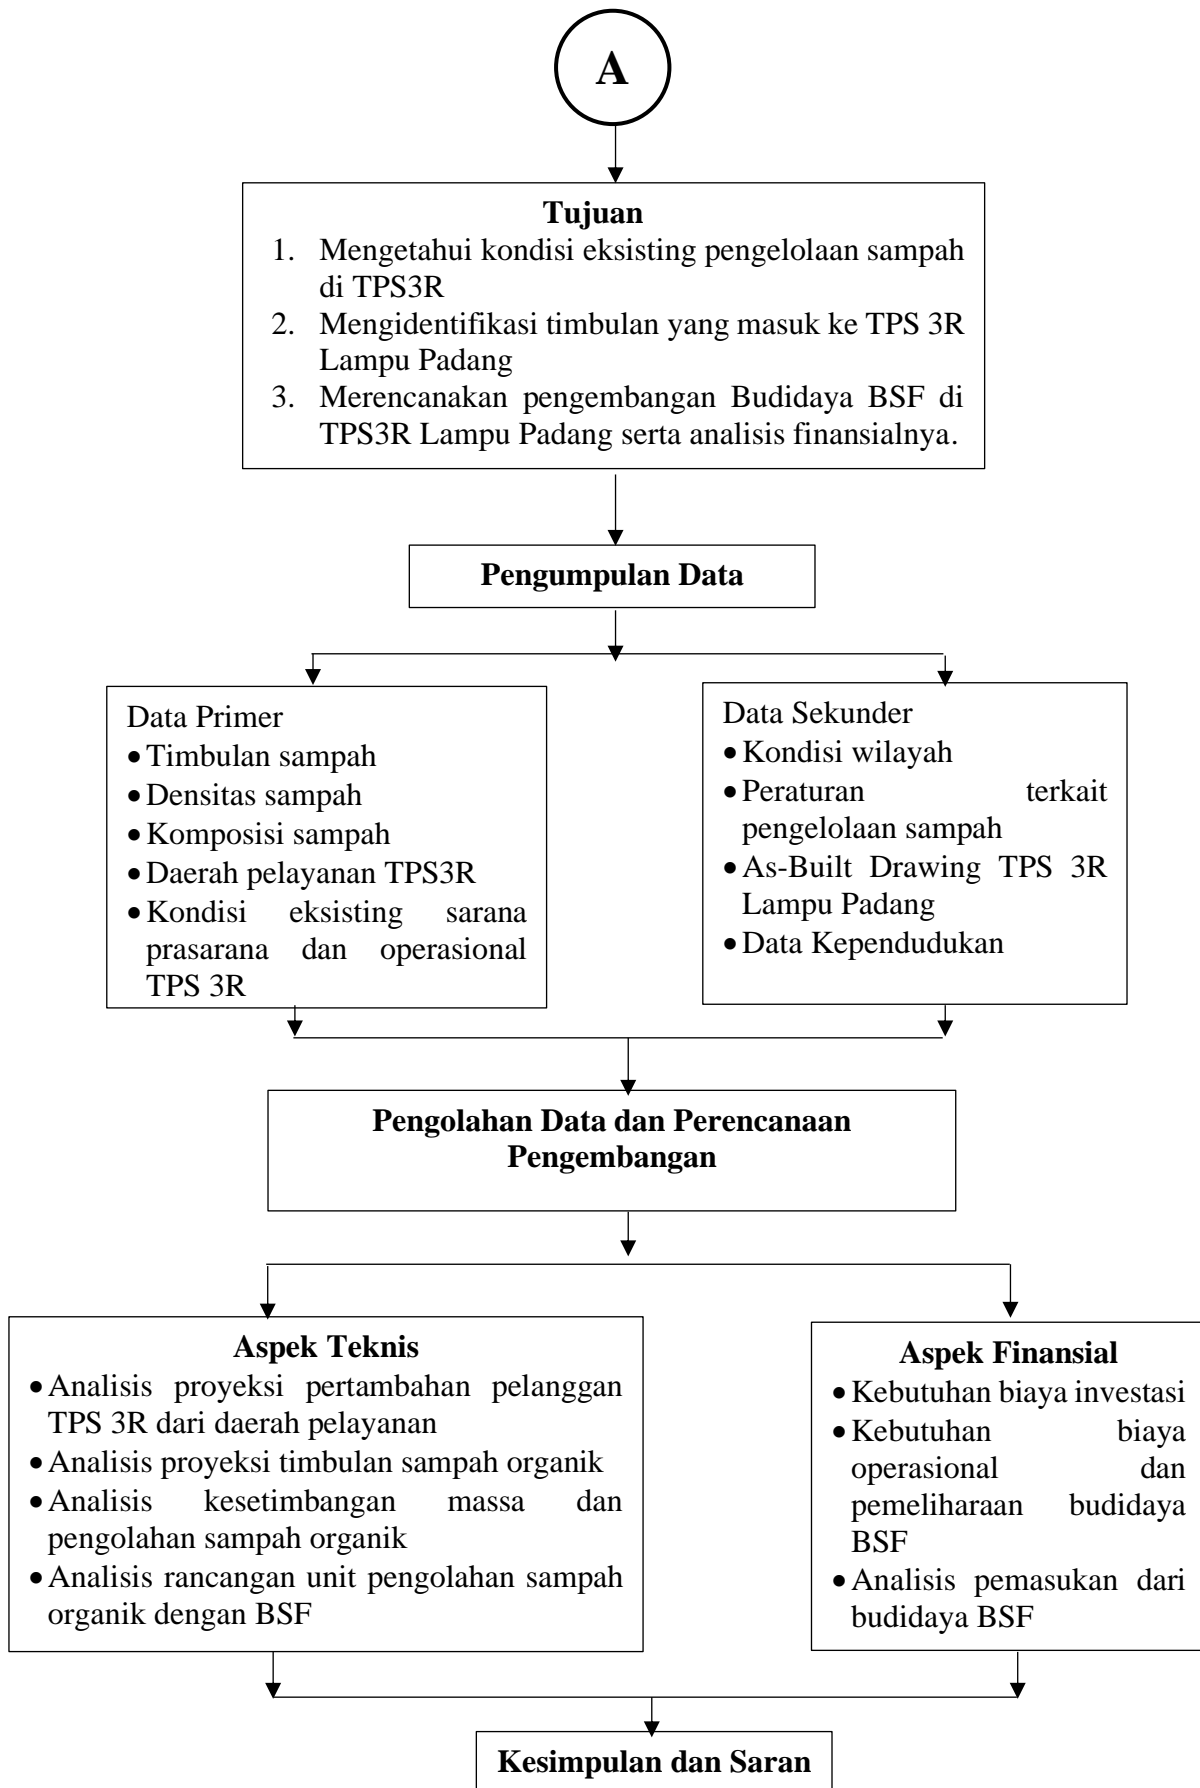 A
Tujuan
1. Mengetahui kondisi eksisting pengelolaan sampah
di TPS3R
2. Mengidentifikasi timbulan yang masuk ke TPS 3R
Lampu Padang
3. Merencanakan pengembangan Budidaya BSF di
TPS3R Lampu Padang serta analisis finansialnya.
Pengumpulan Data
Data Primer
• Timbulan sampah
• Densitas sampah
• Komposisi sampah
• Daerah pelayanan TPS3R
• Kondisi eksisting sarana
prasarana dan operasional
TPS 3R
Data Sekunder
• Kondisi wilayah
• Peraturan terkait
pengelolaan sampah
• As-Built Drawing TPS 3R
Lampu Padang
• Data Kependudukan
Pengolahan Data dan Perencanaan
Pengembangan
Aspek Teknis
• Analisis proyeksi pertambahan pelanggan
TPS 3R dari daerah pelayanan
• Analisis proyeksi timbulan sampah organik
• Analisis kesetimbangan massa dan
pengolahan sampah organik
• Analisis rancangan unit pengolahan sampah
organik dengan BSF
Aspek Finansial
• Kebutuhan biaya investasi
• Kebutuhan biaya
operasional dan
pemeliharaan budidaya
BSF
• Analisis pemasukan dari
budidaya BSF
Kesimpulan dan Saran